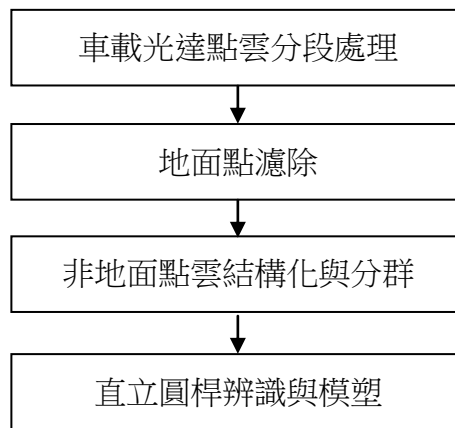 車載光達點雲分段處理
地面點濾除
非地面點雲結構化與分群
直立圓桿辨識與模塑